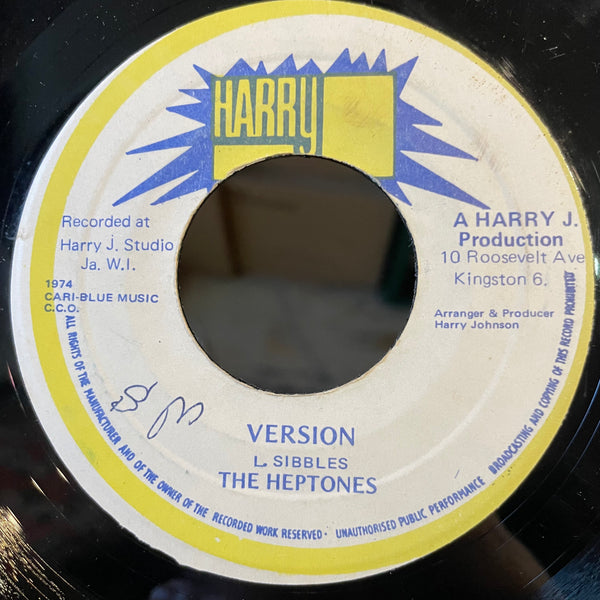 HARRY
Recorded at
Harry J. Studio
Ja. W.I.
1974
CARI-BLUE MUSIC
C.C.O.
A HARRY J.
Production
10 Roosevelt Ave
Kingston 6.
Arranger & Producer
Harry Johnson
VERSION
L. SIBBLES
THE HEPTONES
ALL RIGHTS OF THE MANUFACTURER AND OF THE OWNER OF THE RECORDED WORK RESERVED · UNAUTHORISED PUBLIC PERFORMANCE BROADCASTING AND COPYING OF THIS RECORD PROHIBITED